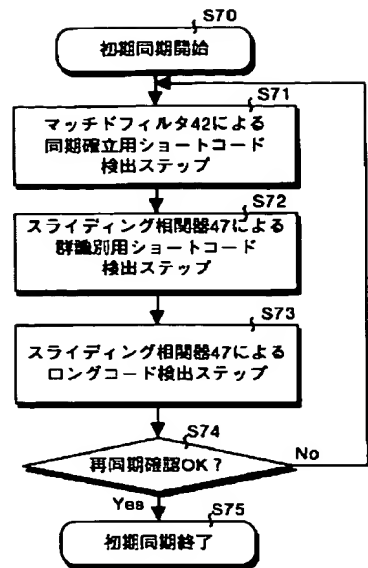 S70
初期同期開始
S71
マッチドフィルタ42による
同期確立用ショートコード
検出ステップ
S72
スライディング相関器47による
群識別用ショートコード
検出ステップ
S73
スライディング相関器47による
ロングコード検出ステップ
S74
再同期確認OK?
No
Yes
S75
初期同期終了